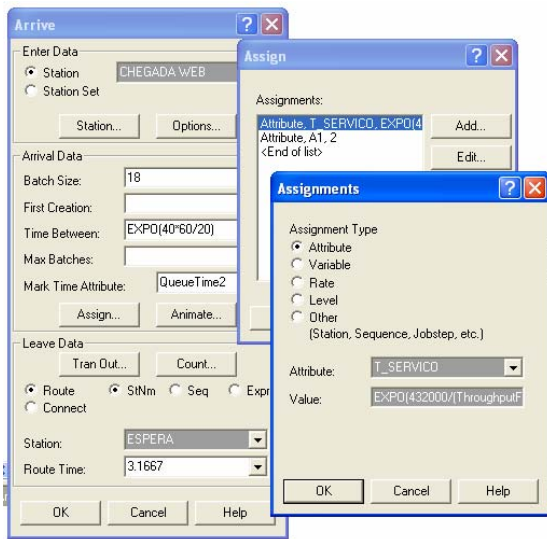 Arrive
Enter Data
Station
CHEGADA WEB
Station Set
Station...
Options...
Arrival Data
Batch Size:
18
First Creation:
Time Between:
EXPO(40*60/20)
Max Batches:
Mark Time Attribute:
QueueTime2
Assign...
Animate...
Leave Data
Tran Out...
Count...
Route
StNm
Seq
Expr
Connect
Station:
ESPERA
Route Time:
3.1667
OK
Cancel
Help
Assign
Assignments:
Attribute, T_SERVICO, EXPO(4
Attribute, A1, 2
<End of list>
Add...
Edit...
Assignments
Assignment Type
Attribute
Variable
Rate
Level
Other
(Station, Sequence, Jobstep, etc.)
Attribute:
T_SERVICO
Value:
EXPO(432000/(ThroughputF
OK
Cancel
Help